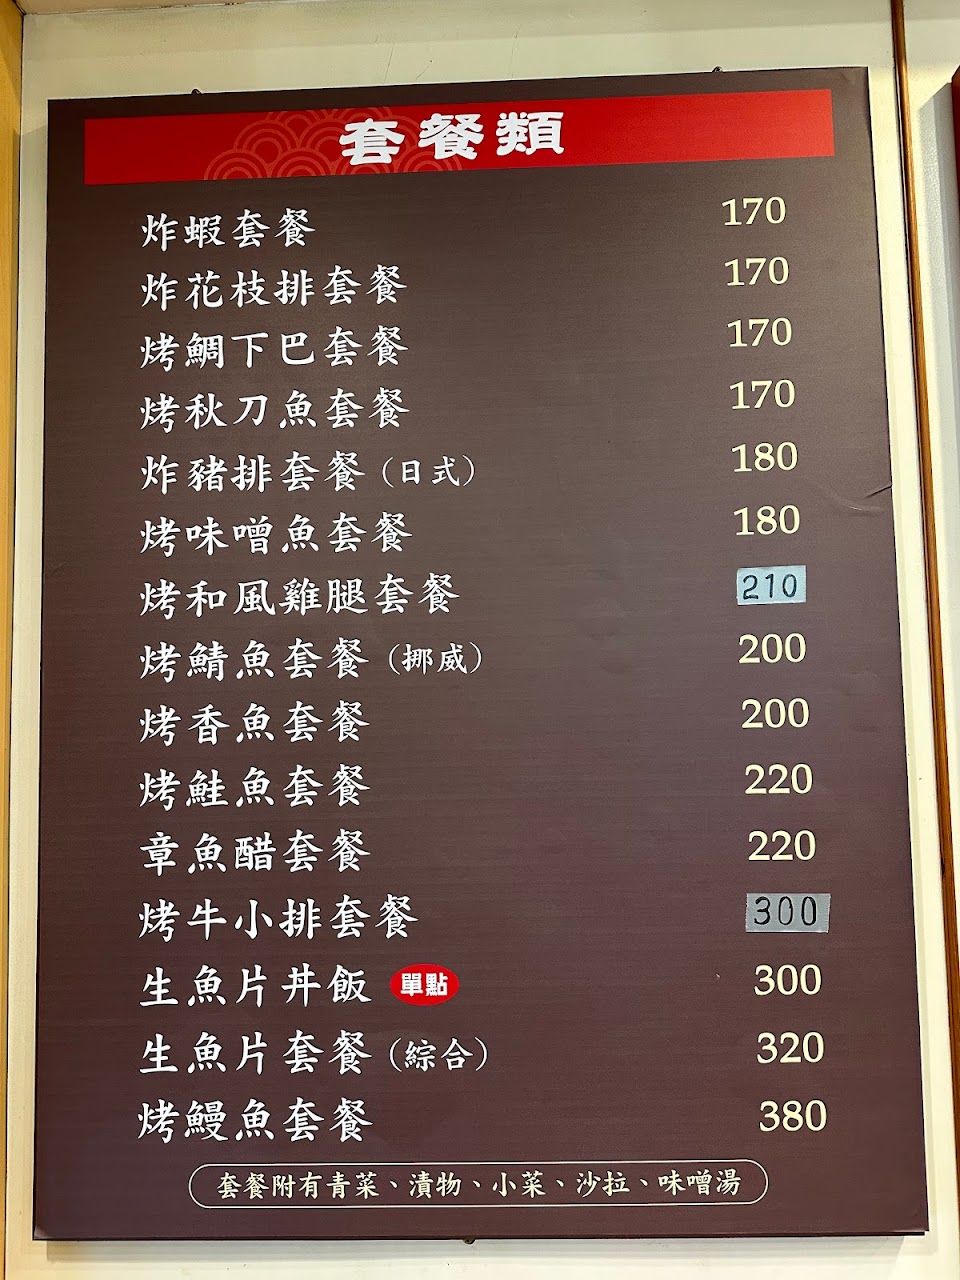 套餐類
炸蝦套餐 170
炸花枝排套餐 170
烤鯛下巴套餐 170
烤秋刀魚套餐 170
炸豬排套餐（日式） 180
烤味噌魚套餐 180
烤和風雞腿套餐 210
烤鯖魚套餐（挪威） 200
烤香魚套餐 200
烤鮭魚套餐 220
章魚醋套餐 220
烤牛小排套餐 300
生魚片丼飯 單點 300
生魚片套餐（綜合） 320
烤鰻魚套餐 380
套餐附有青菜、漬物、小菜、沙拉、味噌湯